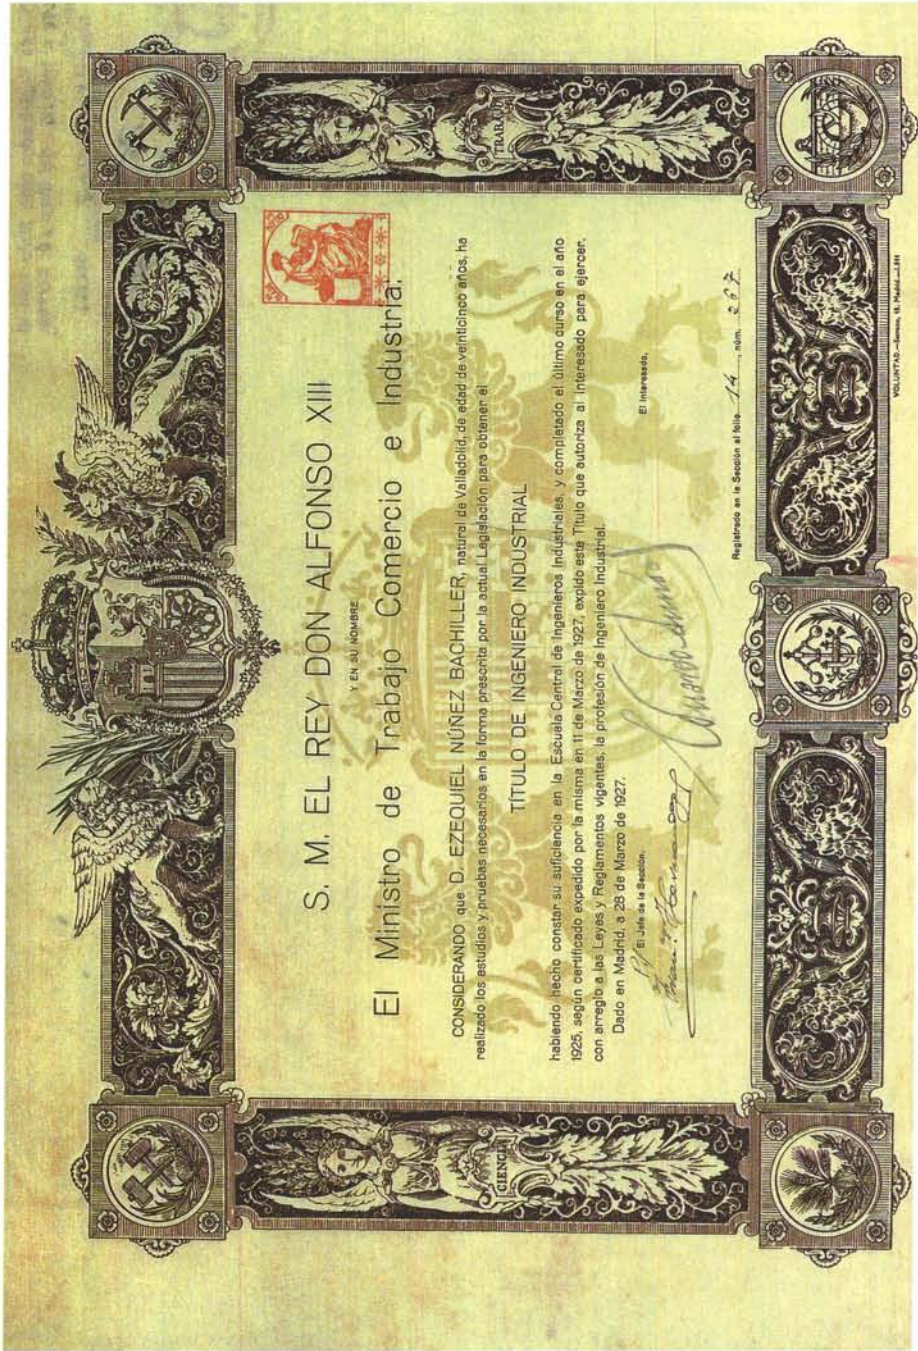 S. M. EL REY DON ALFONSO XIII
Y EN SU NOMBRE
El Ministro de Trabajo Comercio e Industria.
CONSIDERANDO que D. EZEQUIEL NÚÑEZ BACHILLER, natural de Valladolid, de edad de veinticinco años, ha
realizado los estudios y pruebas necesarios en la forma prescrita por la actual Legislación para obtener el
TÍTULO DE INGENIERO INDUSTRIAL
habiendo hecho constar su suficiencia en la Escuela Central de Ingenieros Industriales, y completado el último curso en el año
1925, según certificado expedido por la misma en 11 de Marzo de 1927, expido este Título que autoriza al interesado para ejercer,
con arreglo a las Leyes y Reglamentos vigentes, la profesión de Ingeniero Industrial.
Dado en Madrid, a 28 de Marzo de 1927.
El Jefe de la Sección,
El interesado,
Registrado en la Sección al folio 14, núm. 267
CIENCIA
TRABAJO